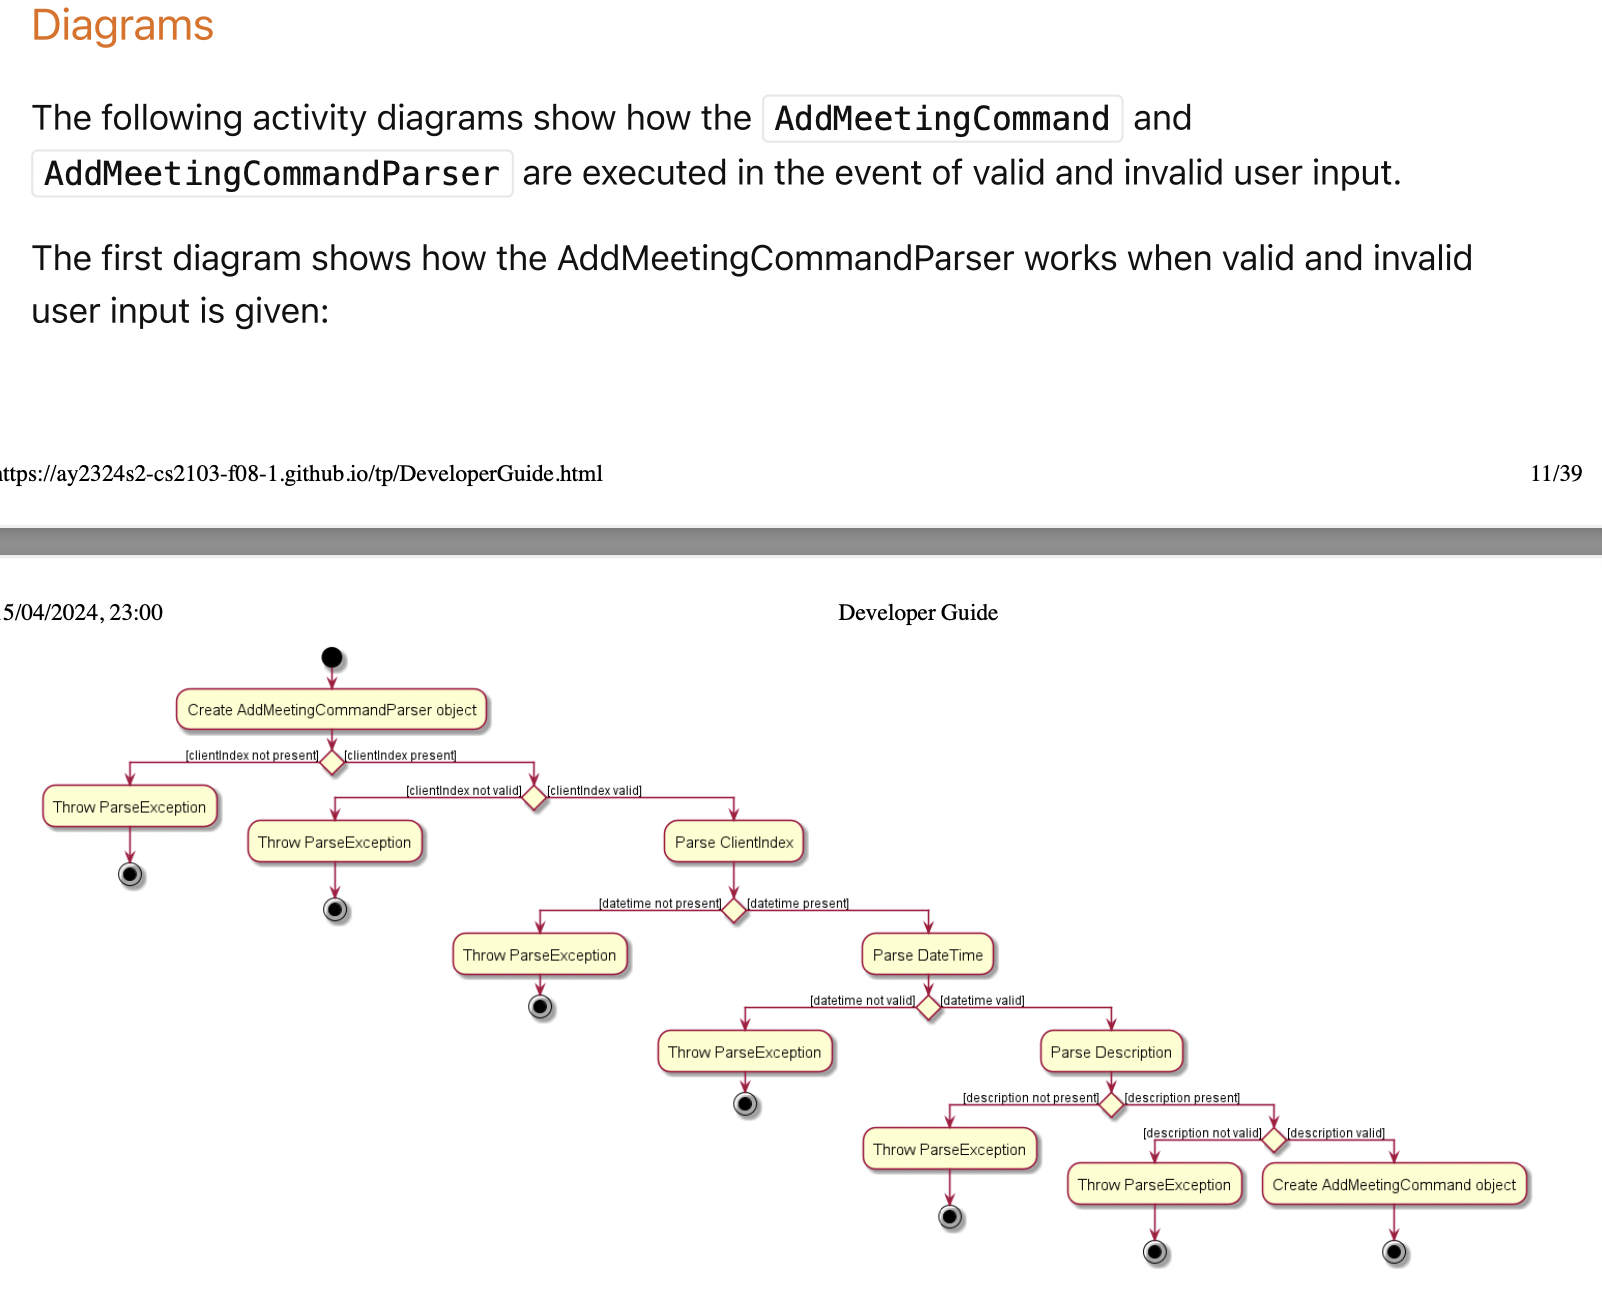 Diagrams
The following activity diagrams show how the AddMeetingCommand and
AddMeetingCommandParser are executed in the event of valid and invalid user input.
The first diagram shows how the AddMeetingCommandParser works when valid and invalid
user input is given:
ttps://ay2324s2-cs2103-f08-1.github.io/tp/DeveloperGuide.html 11/39
5/04/2024, 23:00 Developer Guide
Create AddMeetingCommandParser object
[clientIndex not present] [clientIndex present]
Throw ParseException
[clientIndex not valid] [clientIndex valid]
Throw ParseException
Parse ClientIndex
[datetime not present] [datetime present]
Throw ParseException
Parse DateTime
[datetime not valid] [datetime valid]
Throw ParseException
Parse Description
[description not present] [description present]
Throw ParseException
[description not valid] [description valid]
Throw ParseException
Create AddMeetingCommand object